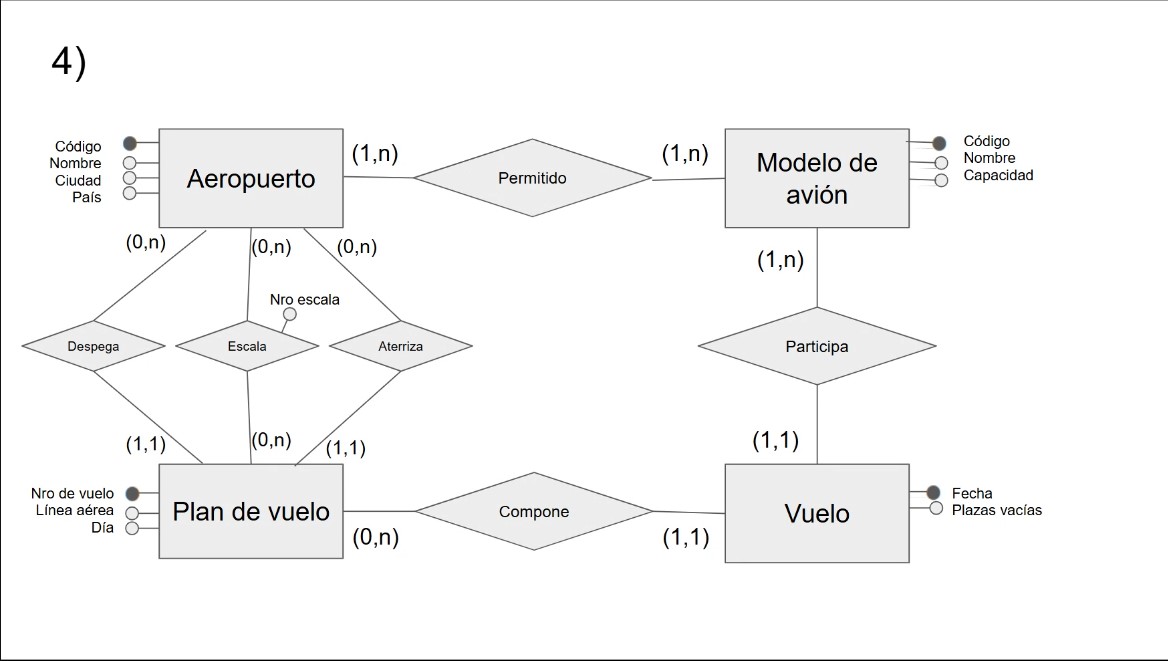 4)
Código
Nombre
Ciudad
País
Aeropuerto
(1,n)
Permitido
(1,n)
Modelo de
avión
Código
Nombre
Capacidad
(0,n)
(0,n)
(0,n)
(1,n)
Nro escala
Despega
Escala
Aterriza
Participa
(1,1)
(0,n)
(1,1)
(1,1)
Nro de vuelo
Línea aérea
Día
Plan de vuelo
(0,n)
Compone
(1,1)
Vuelo
Fecha
Plazas vacías